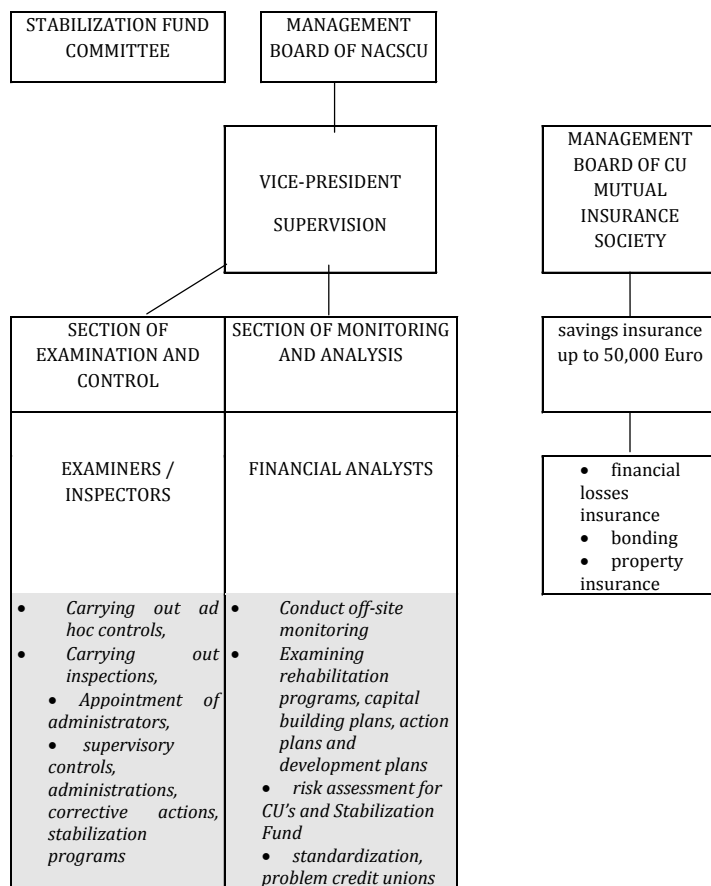 STABILIZATION FUND
COMMITTEE
MANAGEMENT
BOARD OF NACSCU
VICE-PRESIDENT
SUPERVISION
MANAGEMENT
BOARD OF CU
MUTUAL
INSURANCE
SOCIETY
SECTION OF
EXAMINATION AND
CONTROL
SECTION OF MONITORING
AND ANALYSIS
savings insurance
up to 50,000 Euro
EXAMINERS /
INSPECTORS
FINANCIAL ANALYSTS
• financial
losses
insurance
• bonding
• property
insurance
• Carrying out ad
hoc controls,
• Carrying out
inspections,
• Appointment of
administrators,
• supervisory
controls,
administrations,
corrective actions,
stabilization
programs
• Conduct off-site
monitoring
• Examining
rehabilitation
programs, capital
building plans, action
plans and
development plans
• risk assessment for
CU's and Stabilization
Fund
• standardization,
problem credit unions